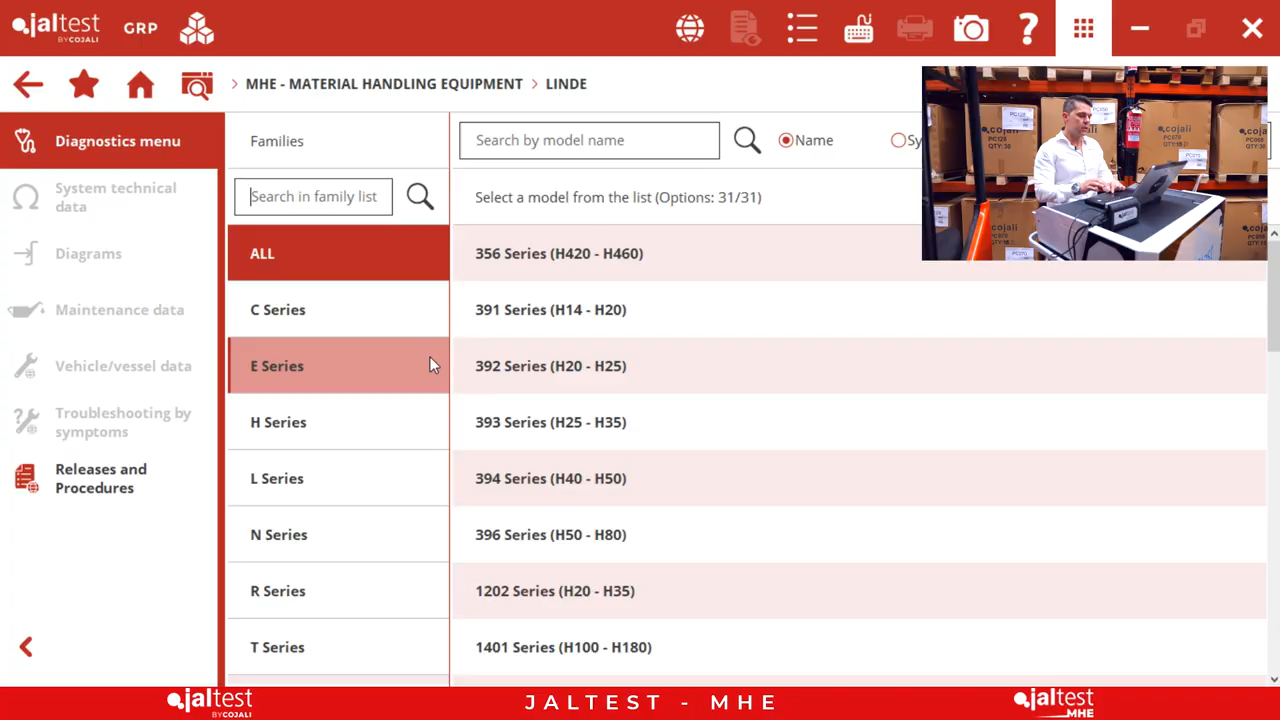 jaltest
BY COJALI
GRP
?
MHE - MATERIAL HANDLING EQUIPMENT
LINDE
Diagnostics menu
System technical
data
Diagrams
Maintenance data
Vehicle/vessel data
Troubleshooting by
symptoms
Releases and
Procedures
Families
Search in family list
ALL
C Series
E Series
H Series
L Series
N Series
R Series
T Series
Search by model name
Name
Sy
Select a model from the list (Options: 31/31)
356 Series (H420 - H460)
391 Series (H14 - H20)
392 Series (H20 - H25)
393 Series (H25 - H35)
394 Series (H40 - H50)
396 Series (H50 - H80)
1202 Series (H20 - H35)
1401 Series (H100 - H180)
cojali
cojali
cojali
jaltest
BY COJALI
JALTEST - MHE
jaltest
MHE